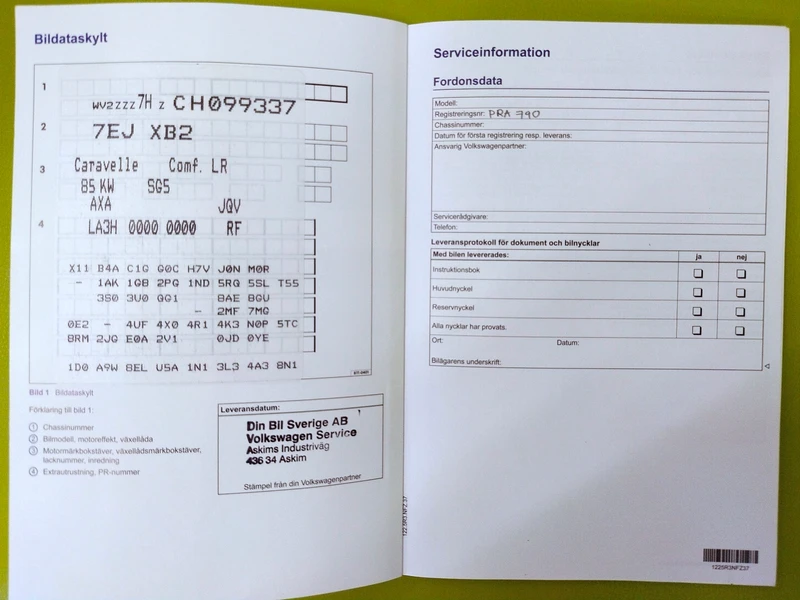 Bildataskylt
1
WV2ZZZ7H Z CH099337
2
7EJ XB2
3
Caravelle Comf. LR
85 KW SG5
AXA JQV
4
LA3H 0000 0000 RF
X11 B4A C1G G0C H7V J0N M0R
- 1AK 1GB 2PG 1ND 5RQ 5SL T5S
3S0 3U0 GG1 8AE 8GU
- 2MF 7MG
0E2 - 4UF 4X0 4R1 4K3 N0P 5TC
8RM 2JG E0A 2V1 0JD 0YE
1D0 A9W 8EL U5A 1N1 3L3 4A3 8N1
Bild 1 Bildataskylt
Förklaring till bild 1:
1 Chassinummer
2 Bilmodell, motoreffekt, växellåda
3 Motormärkbokstäver, växellådsmärkbokstäver,
lacknummer, inredning
4 Extrautrustning, PR-nummer
Leveransdatum:
Din Bil Sverige AB
Volkswagen Service
Askims Industriväg
436 34 Askim
Stämpel från din Volkswagenpartner
122.5R3.NFZ.37
Serviceinformation
Fordonsdata
Modell:
Registreringsnr: PRA 790
Chassinummer:
Datum för första registrering resp. leverans:
Ansvarig Volkswagenpartner:
Servicerådgivare:
Telefon:
Leveransprotokoll för dokument och bilnycklar
Med bilen levererades: ja nej
Instruktionsbok
Huvudnyckel
Reservnyckel
Alla nycklar har provats.
Ort: Datum:
Bilägarens underskrift:
1225R3NFZ37